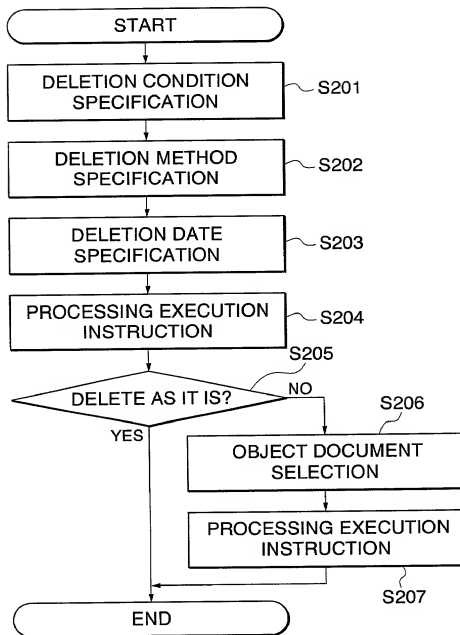 START
DELETION CONDITION
SPECIFICATION
S201
DELETION METHOD
SPECIFICATION
S202
DELETION DATE
SPECIFICATION
S203
PROCESSING EXECUTION
INSTRUCTION
S204
S205
DELETE AS IT IS?
NO
YES
S206
OBJECT DOCUMENT
SELECTION
PROCESSING EXECUTION
INSTRUCTION
S207
END